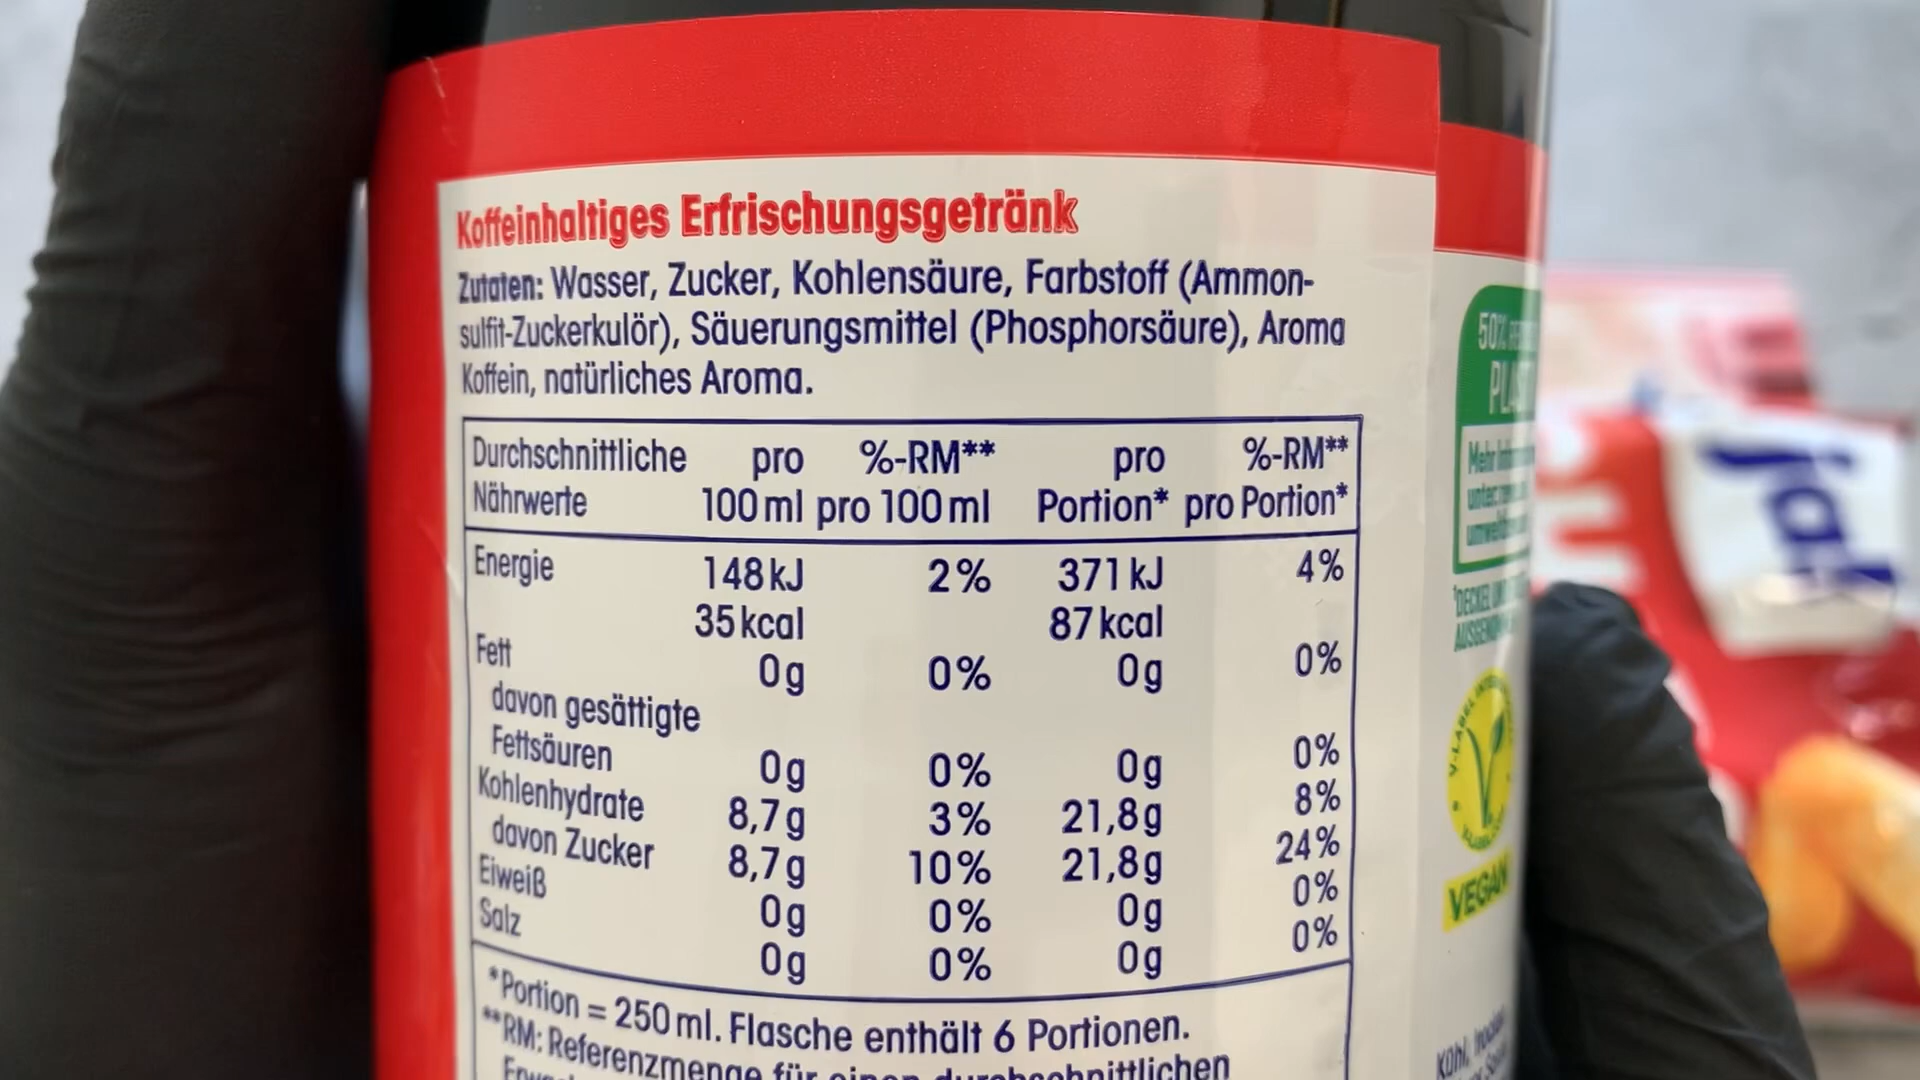 Koffeinhaltiges Erfrischungsgetränk
Zutaten: Wasser, Zucker, Kohlensäure, Farbstoff (Ammon-
sulfit-Zuckerkulör), Säuerungsmittel (Phosphorsäure), Aroma
Koffein, natürliches Aroma.
Durchschnittliche pro %-RM** pro %-RM**
Nährwerte 100 ml pro 100 ml Portion* pro Portion*
Energie 148 kJ 2% 371 kJ 4%
35 kcal 87 kcal
Fett 0g 0% 0g 0%
davon gesättigte
Fettsäuren 0g 0% 0g 0%
Kohlenhydrate 8,7g 3% 21,8g 8%
davon Zucker 8,7g 10% 21,8g 24%
Eiweiß 0g 0% 0g 0%
Salz 0g 0% 0g 0%
*Portion = 250 ml. Flasche enthält 6 Portionen.
**RM: Referenzmenge für einen durchschnittlichen
50%
Mehr
V-LABEL
VEGAN
ja!